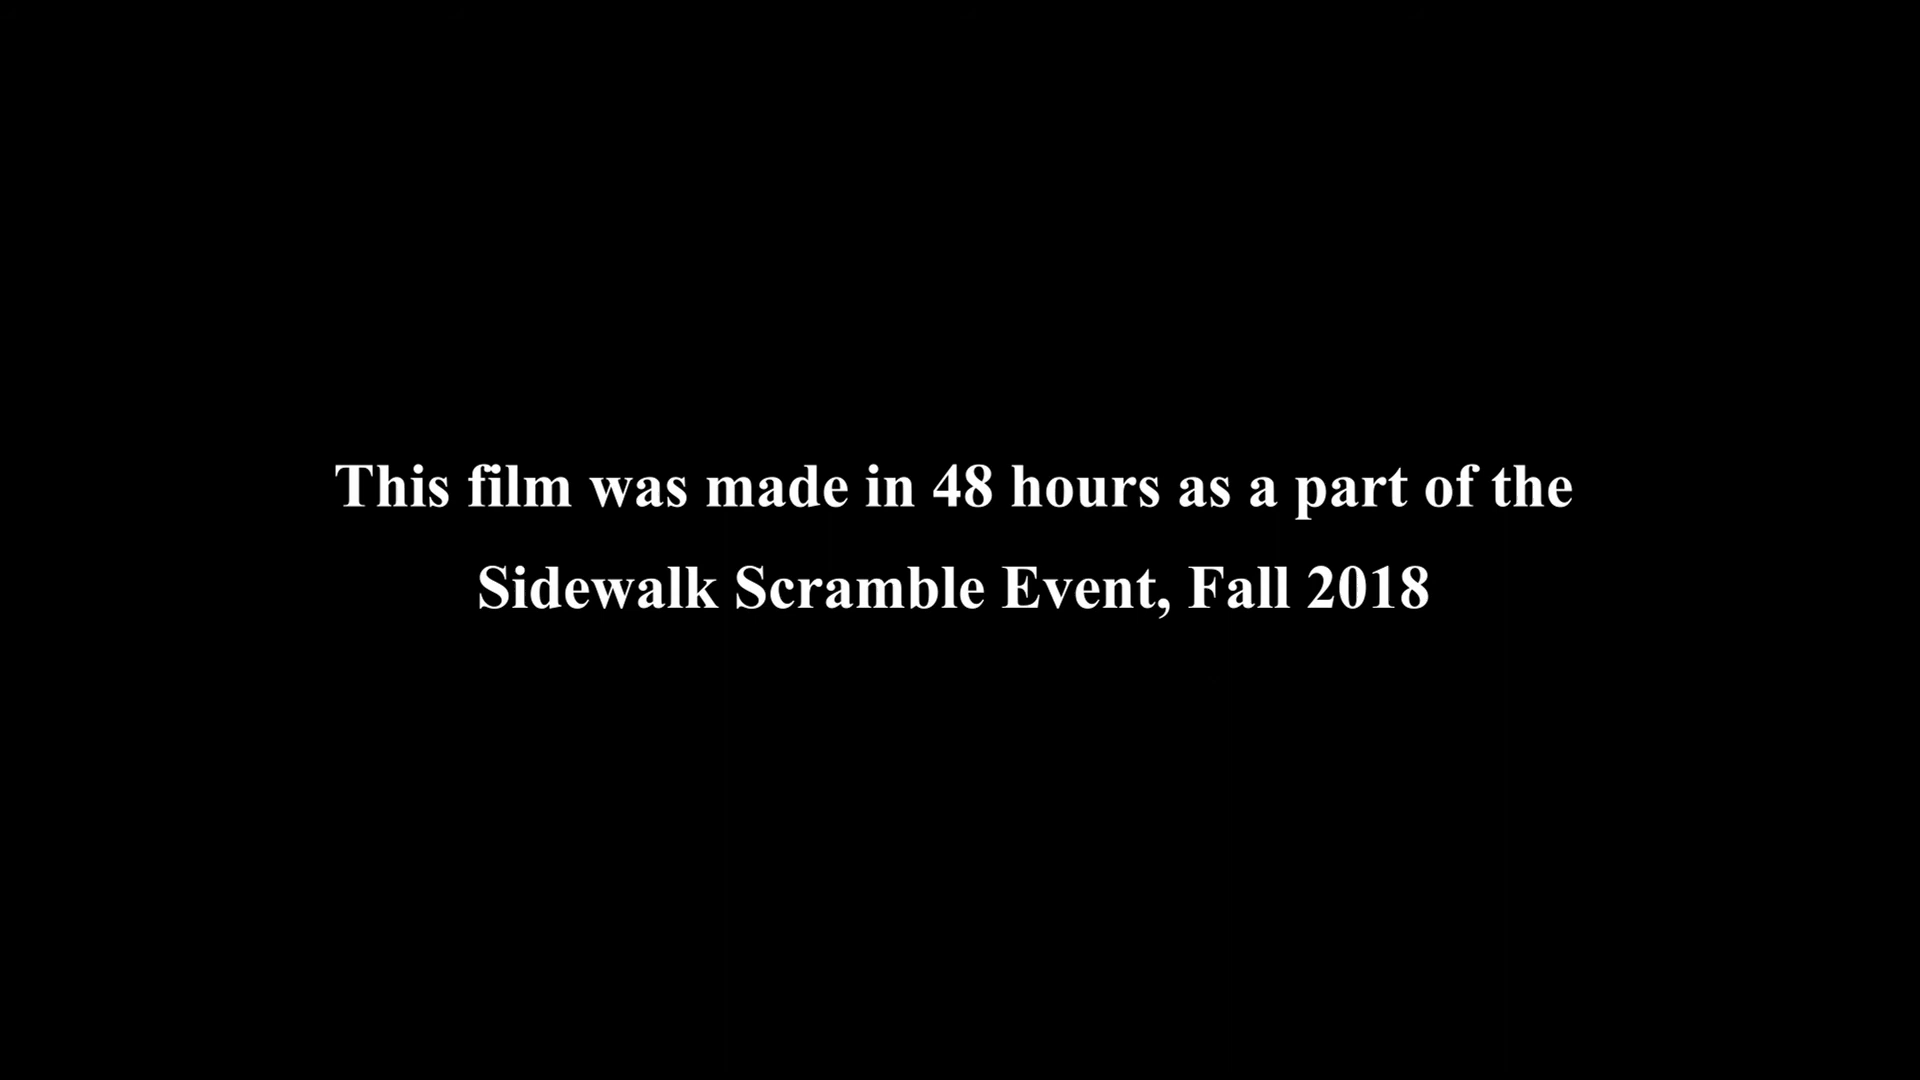 This film was made in 48 hours as a part of the
Sidewalk Scramble Event, Fall 2018